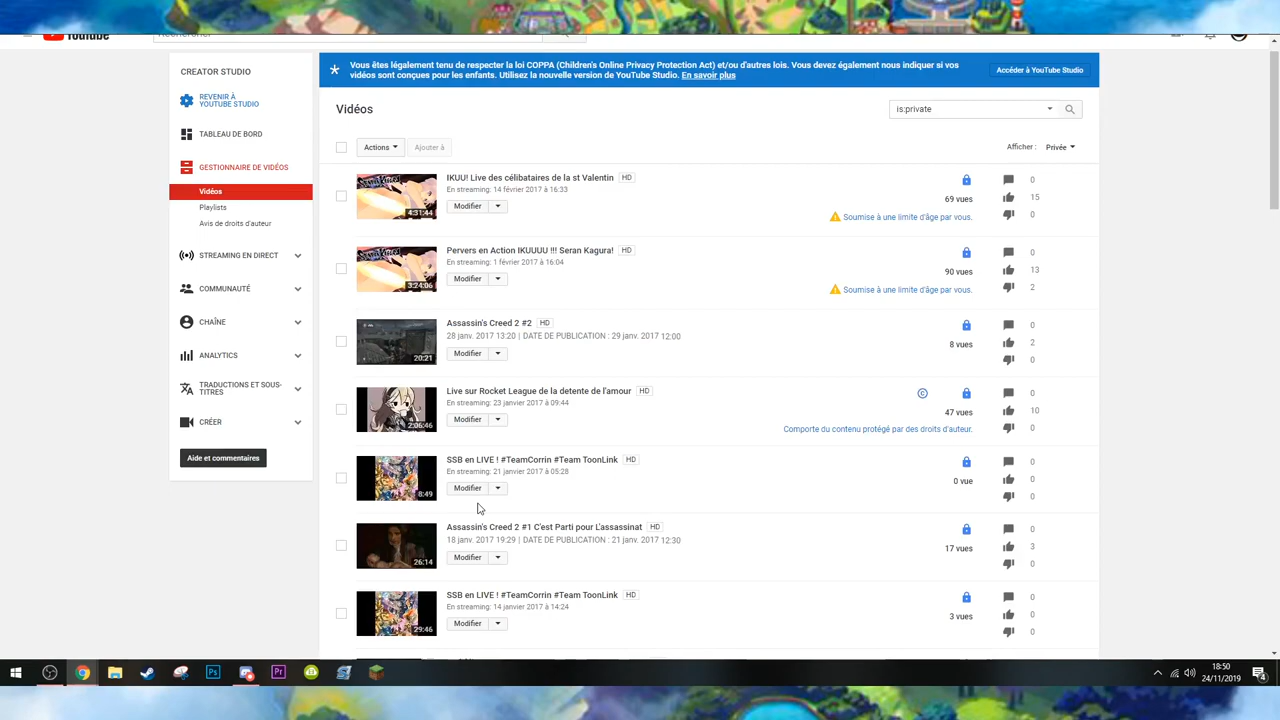 YouTube
Rechercher
CREATOR STUDIO
REVENIR À
YOUTUBE STUDIO
TABLEAU DE BORD
GESTIONNAIRE DE VIDÉOS
Vidéos
Playlists
Avis de droits d'auteur
STREAMING EN DIRECT
COMMUNAUTÉ
CHAÎNE
ANALYTICS
TRADUCTIONS ET SOUS-
TITRES
CRÉER
Aide et commentaires
Vous êtes légalement tenu de respecter la loi COPPA (Children's Online Privacy Protection Act) et/ou d'autres lois. Vous devez également nous indiquer si vos
vidéos sont conçues pour les enfants. Utilisez la nouvelle version de YouTube Studio. En savoir plus
Accéder à YouTube Studio
Vidéos
is:private
Actions
Ajouter à
Afficher :
Privée
IKUU! Live des célibataires de la st Valentin HD
En streaming: 14 février 2017 à 16:33
Modifier
4:31:44
69 vues
Soumise à une limite d'âge par vous.
0
15
0
Pervers en Action IKUUUU !!! Seran Kagura! HD
En streaming: 1 février 2017 à 16:04
Modifier
3:24:06
90 vues
Soumise à une limite d'âge par vous.
0
13
2
Assassin's Creed 2 #2 HD
28 janv. 2017 13:20 | DATE DE PUBLICATION : 29 janv. 2017 12:00
Modifier
20:21
8 vues
0
2
0
Live sur Rocket League de la detente de l'amour HD
En streaming: 23 janvier 2017 à 09:44
Modifier
2:06:46
47 vues
Comporte du contenu protégé par des droits d'auteur.
0
10
0
SSB en LIVE ! #TeamCorrin #Team ToonLink HD
En streaming: 21 janvier 2017 à 05:28
Modifier
8:49
0 vue
0
0
0
Assassin's Creed 2 #1 C'est Parti pour L'assassinat HD
18 janv. 2017 19:29 | DATE DE PUBLICATION : 21 janv. 2017 12:30
Modifier
26:14
17 vues
0
3
0
SSB en LIVE ! #TeamCorrin #Team ToonLink HD
En streaming: 14 janvier 2017 à 14:24
Modifier
29:46
3 vues
0
0
0
18:50
24/11/2019
4